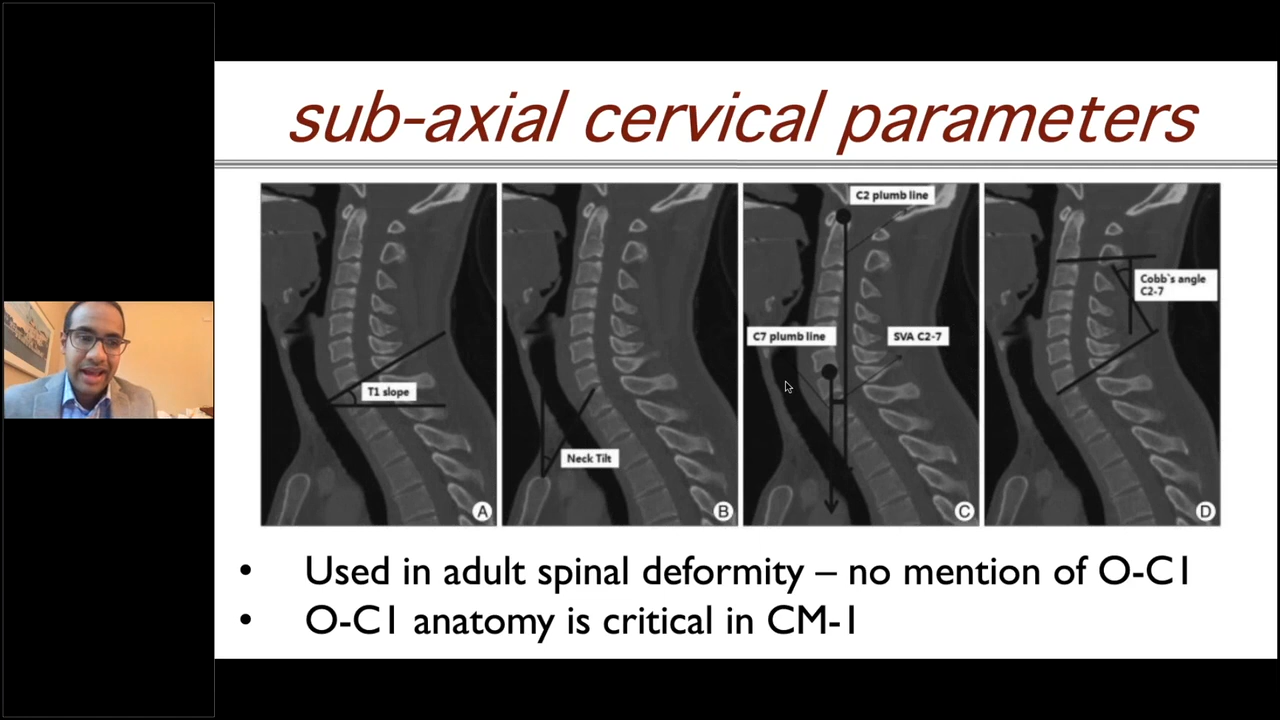 sub-axial cervical parameters
T1 slope
A
Neck Tilt
B
C2 plumb line
C7 plumb line
SVA C2-7
C
Cobb`s angle
C2-7
D
• Used in adult spinal deformity – no mention of O-C1
• O-C1 anatomy is critical in CM-1